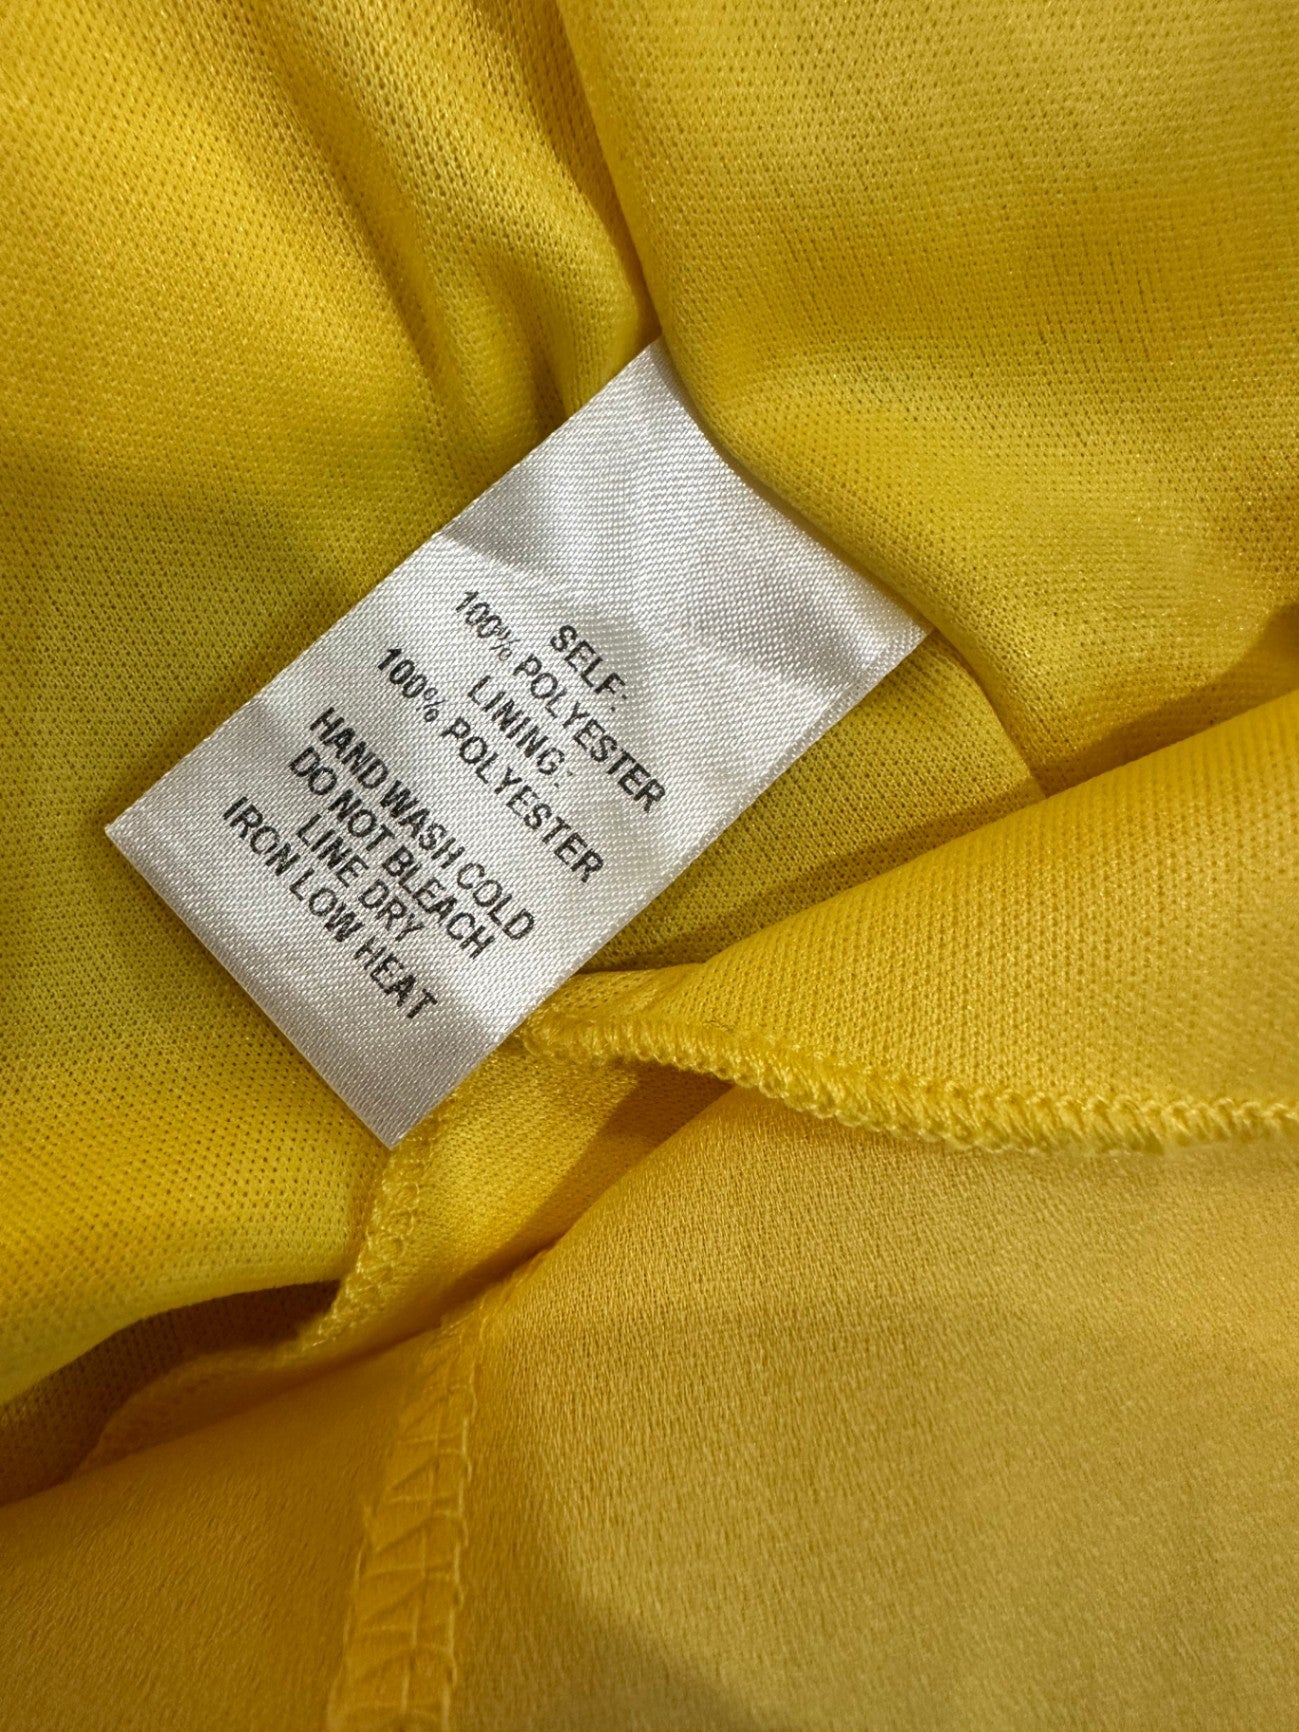 SELF:
100% POLYESTER
LINING:
100% POLYESTER
HAND WASH COLD
DO NOT BLEACH
LINE DRY
IRON LOW HEAT